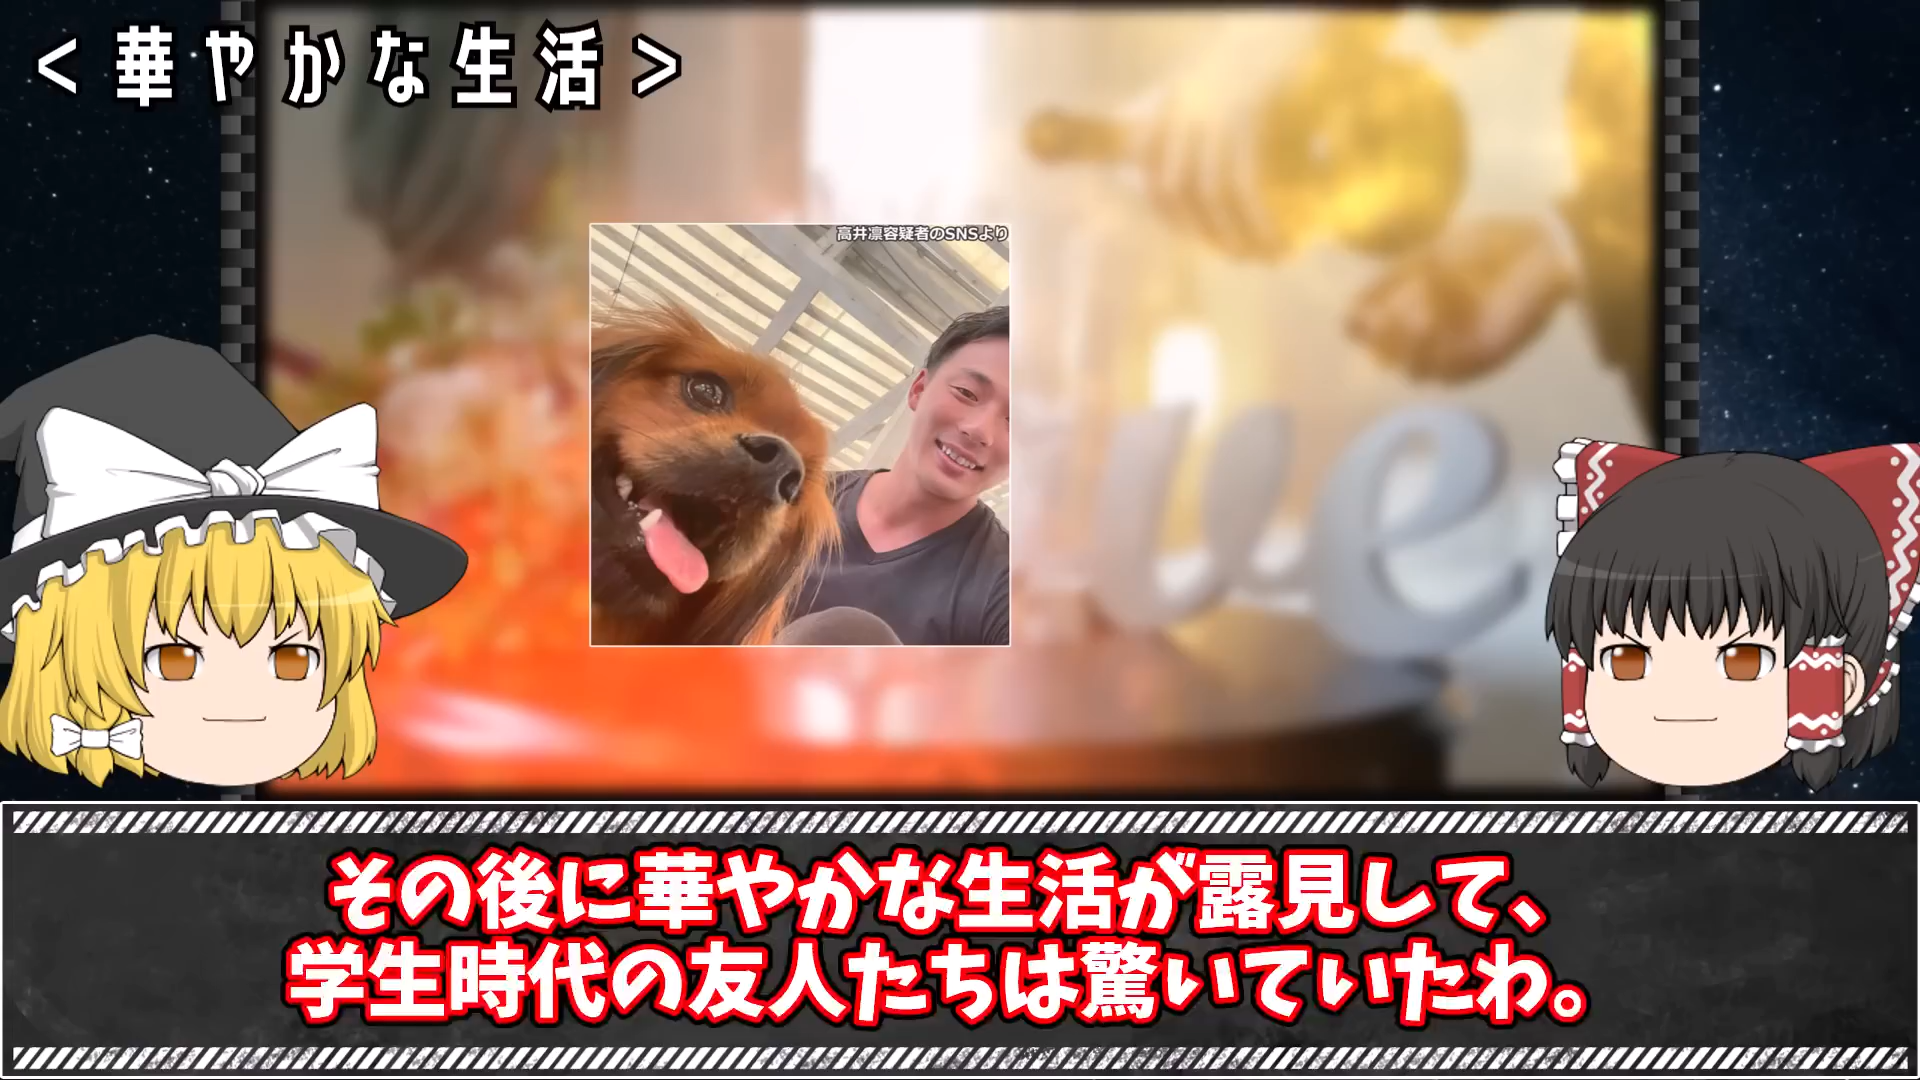 ＜華やかな生活＞
高井凛容疑者のSNSより
ue
その後に華やかな生活が露見して、
学生時代の友人たちは驚いていたわ。